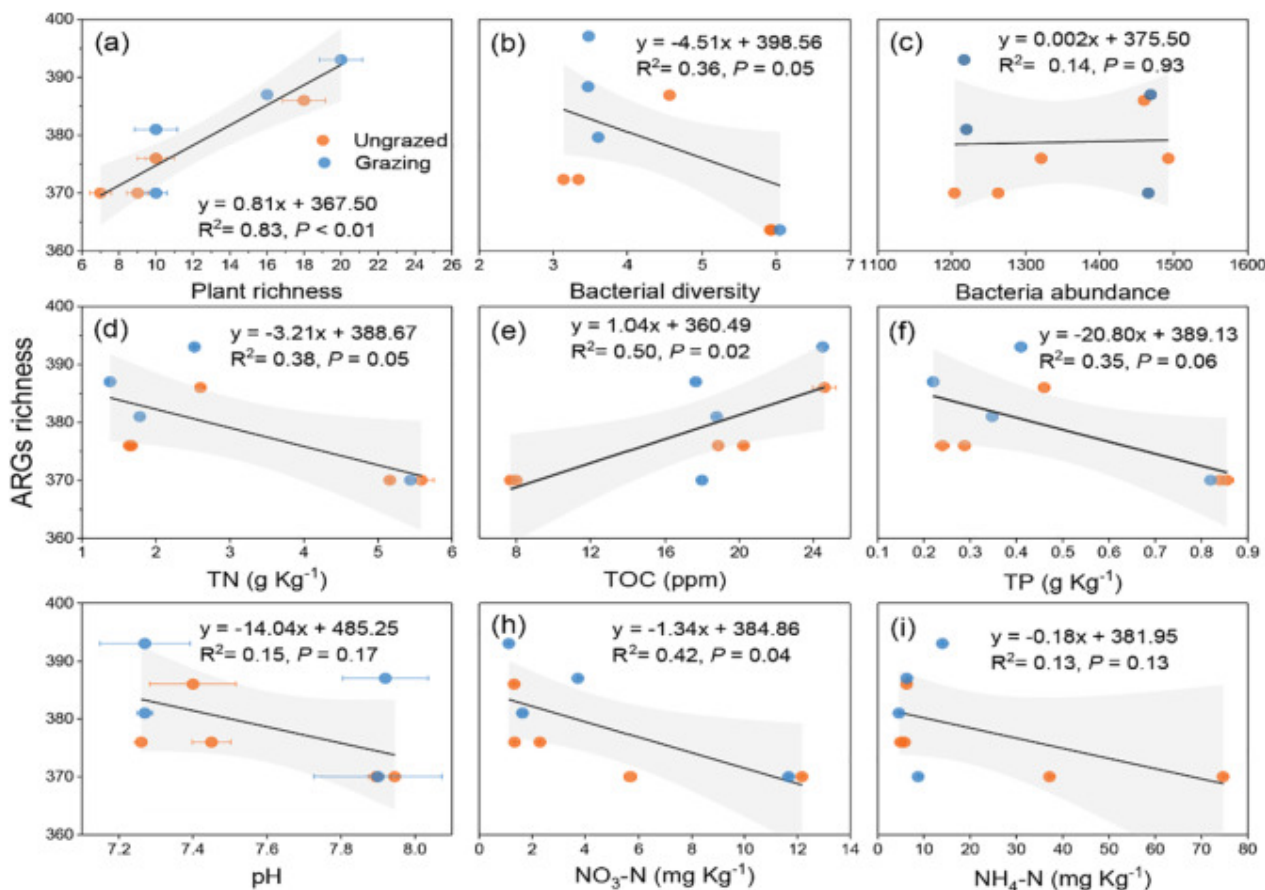 400
390
380
370
360
(a)
Ungrazed
Grazing
y = 0.81x + 367.50
R²= 0.83, P < 0.01
6 8 10 12 14 16 18 20 22 24 26
Plant richness
(b)
y = -4.51x + 398.56
R²= 0.36, P = 0.05
2 3 4 5 6 7
Bacterial diversity
(c)
y = 0.002x + 375.50
R²= 0.14, P = 0.93
1100 1200 1300 1400 1500 1600
Bacteria abundance
ARGs richness
400
390
380
370
360
(d)
y = -3.21x + 388.67
R²= 0.38, P = 0.05
1 2 3 4 5 6
TN (g Kg⁻¹)
(e)
y = 1.04x + 360.49
R²= 0.50, P = 0.02
8 12 16 20 24
TOC (ppm)
(f)
y = -20.80x + 389.13
R²= 0.35, P = 0.06
0.1 0.2 0.3 0.4 0.5 0.6 0.7 0.8 0.9
TP (g Kg⁻¹)
400
390
380
370
360
y = -14.04x + 485.25
R²= 0.15, P = 0.17
7.2 7.4 7.6 7.8 8.0
pH
(h)
y = -1.34x + 384.86
R²= 0.42, P = 0.04
0 2 4 6 8 10 12 14
NO₃-N (mg Kg⁻¹)
(i)
y = -0.18x + 381.95
R²= 0.13, P = 0.13
0 10 20 30 40 50 60 70 80
NH₄-N (mg Kg⁻¹)